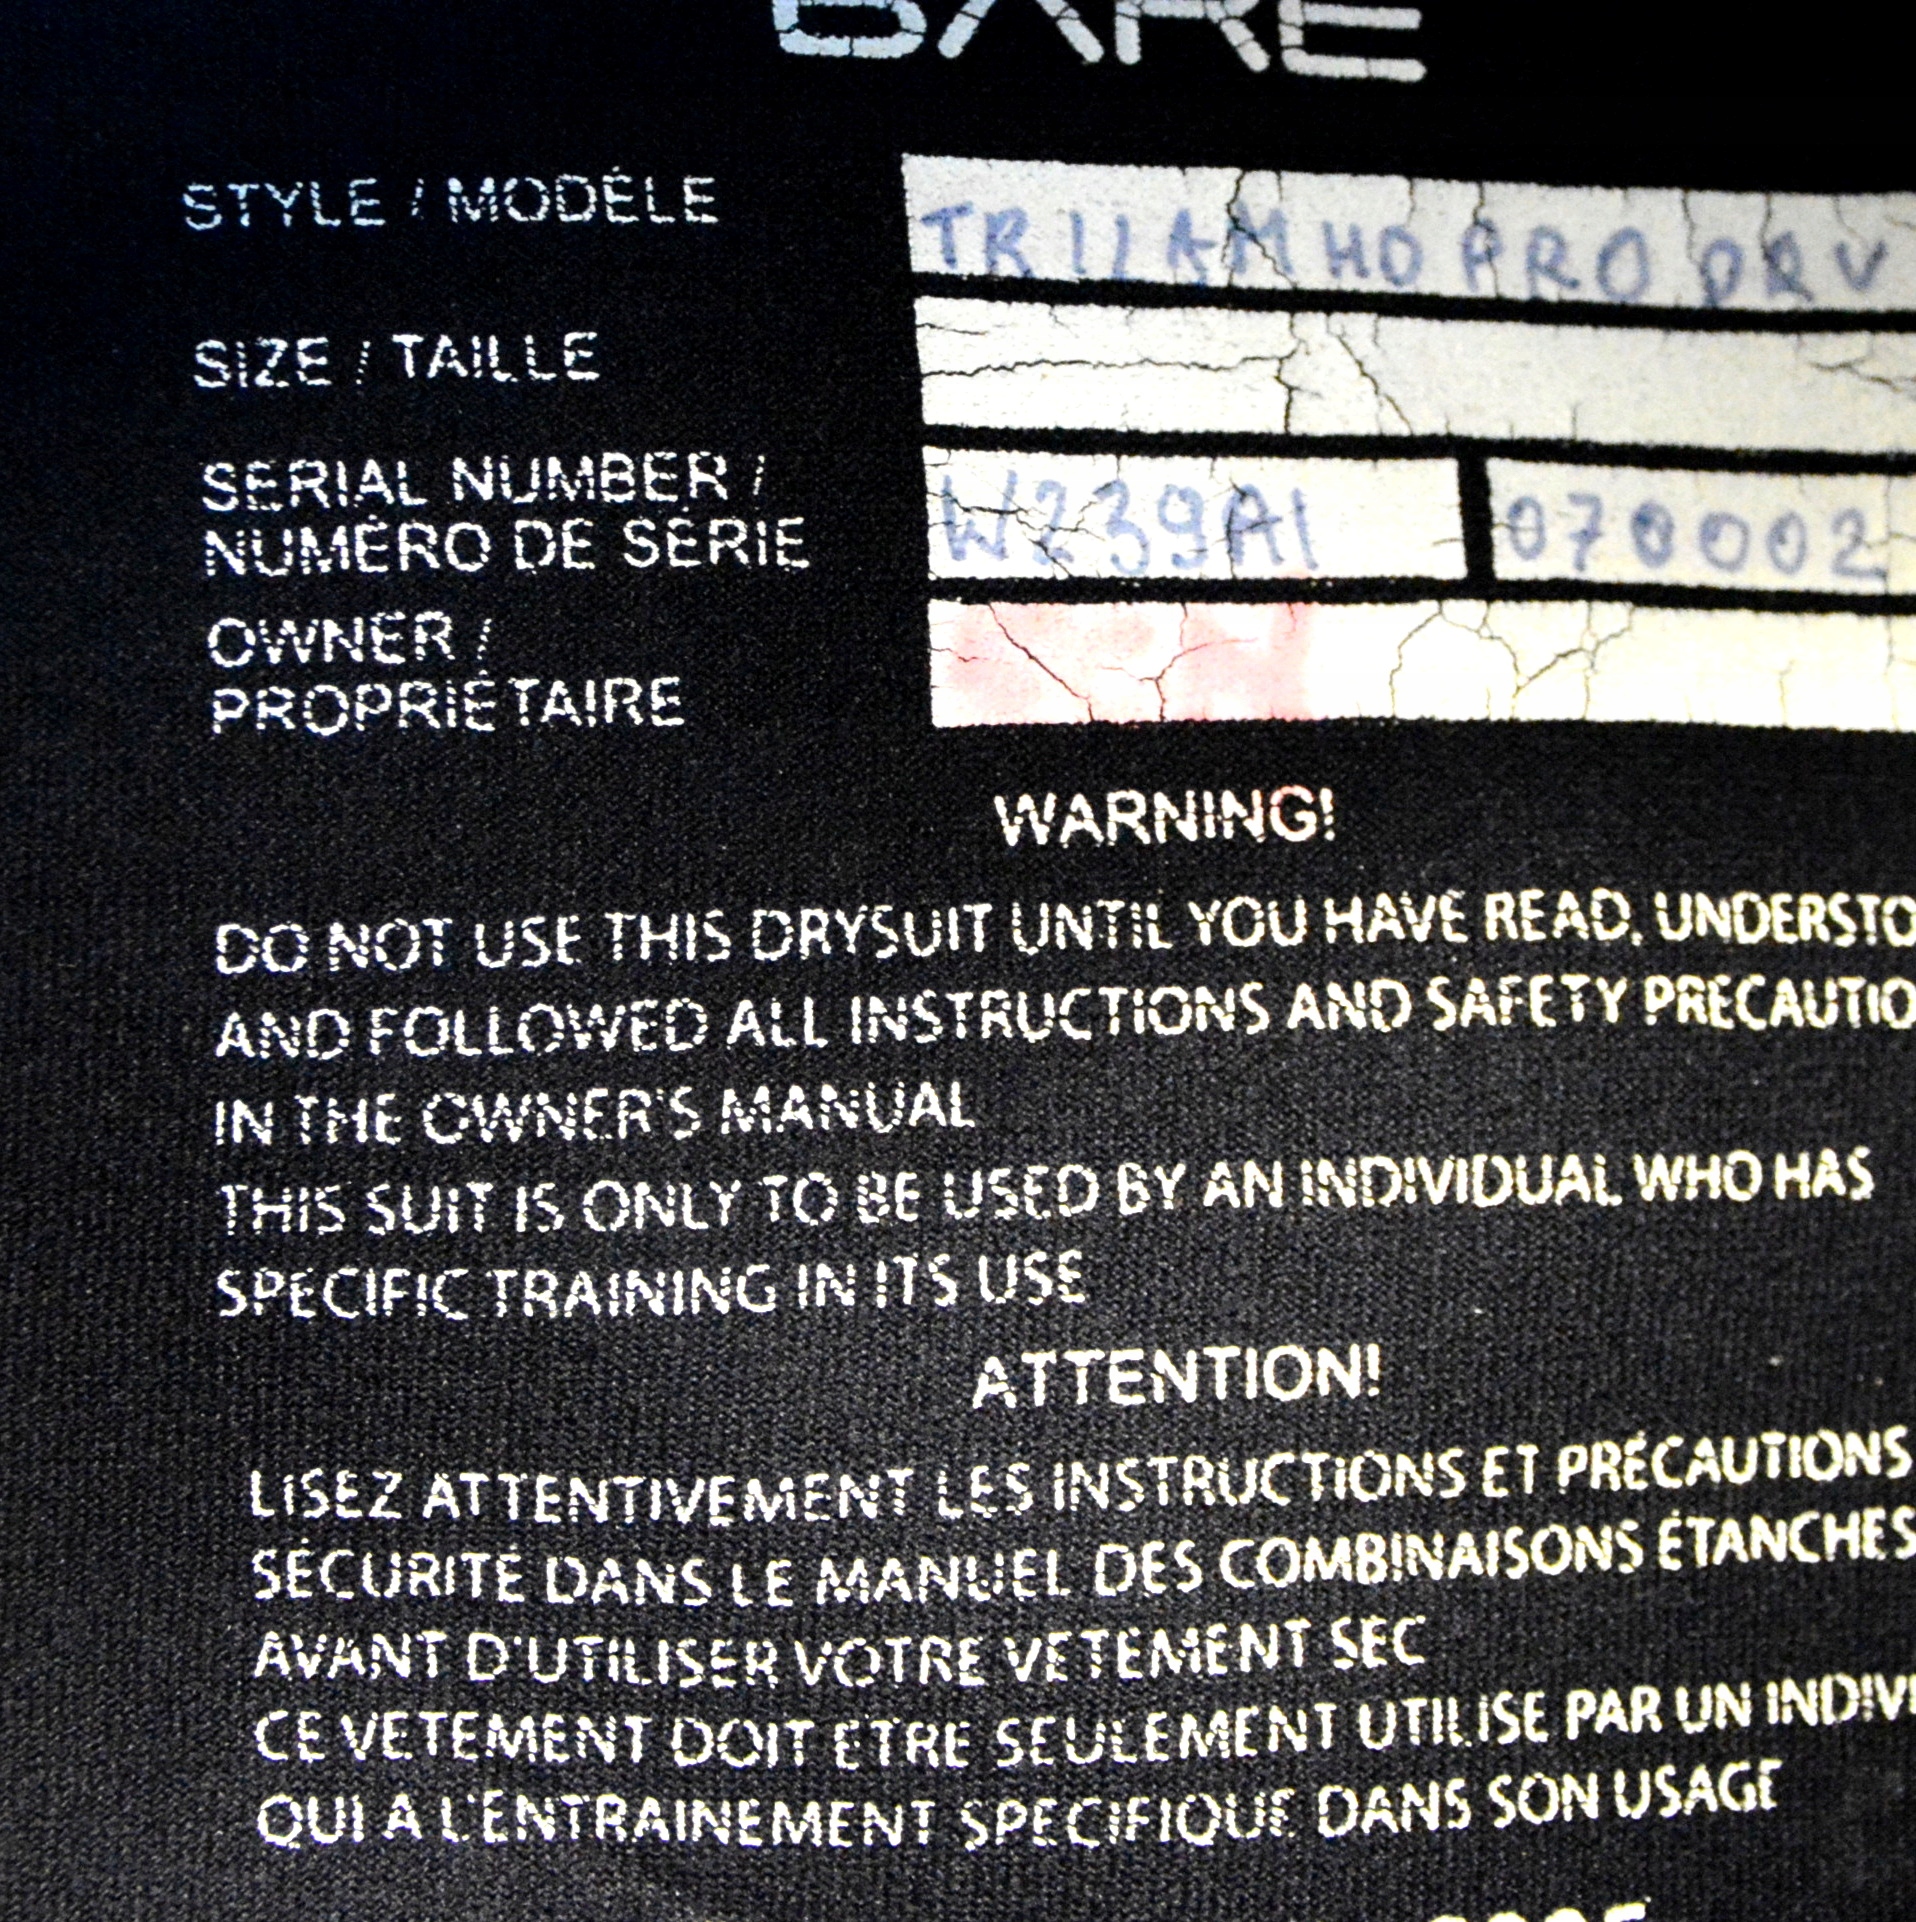 BARE
STYLE / MODÈLE TRILAM HD PRO DRY
SIZE / TAILLE
SERIAL NUMBER / W239A1 070002
NUMÉRO DE SÉRIE
OWNER /
PROPRIÉTAIRE
WARNING!
DO NOT USE THIS DRYSUIT UNTIL YOU HAVE READ, UNDERSTO
AND FOLLOWED ALL INSTRUCTIONS AND SAFETY PRECAUTIO
IN THE OWNER'S MANUAL
THIS SUIT IS ONLY TO BE USED BY AN INDIVIDUAL WHO HAS
SPECIFIC TRAINING IN ITS USE
ATTENTION!
LISEZ ATTENTIVEMENT LES INSTRUCTIONS ET PRÉCAUTIONS
SÉCURITÉ DANS LE MANUEL DES COMBINAISONS ÉTANCHES
AVANT D'UTILISER VOTRE VETEMENT SEC
CE VETEMENT DOIT ETRE SEULEMENT UTILISE PAR UN INDIVI
QUI A L'ENTRAINEMENT SPECIFIQUE DANS SON USAGE